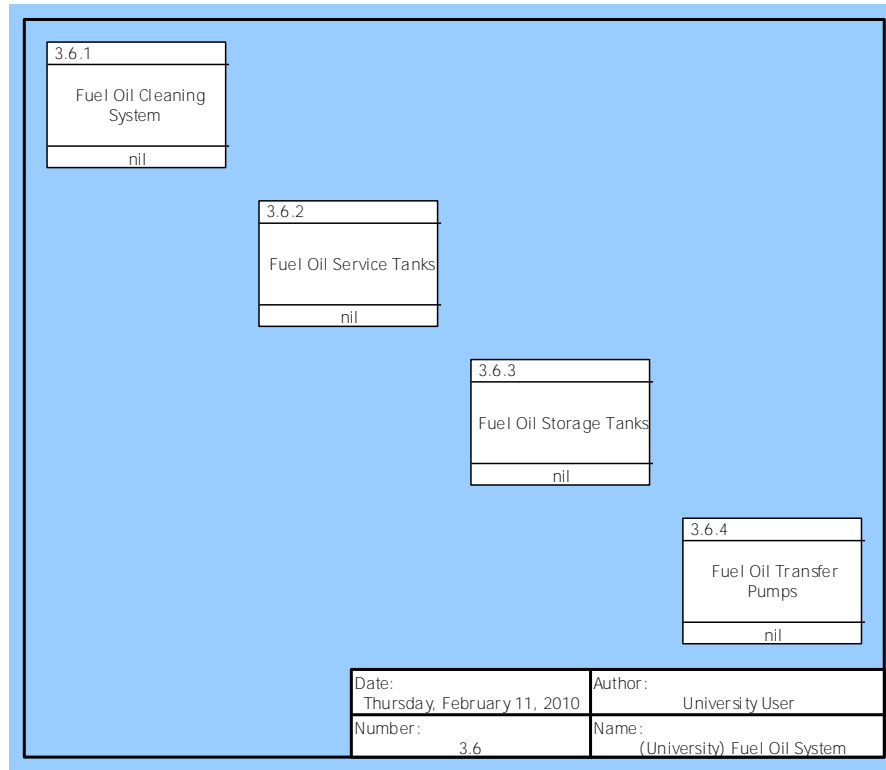 3.6.1
Fuel Oil Cleaning
System
nil
3.6.2
Fuel Oil Service Tanks
nil
3.6.3
Fuel Oil Storage Tanks
nil
3.6.4
Fuel Oil Transfer
Pumps
nil
Date:
Thursday, February 11, 2010
Author:
University User
Number:
3.6
Name:
(University) Fuel Oil System